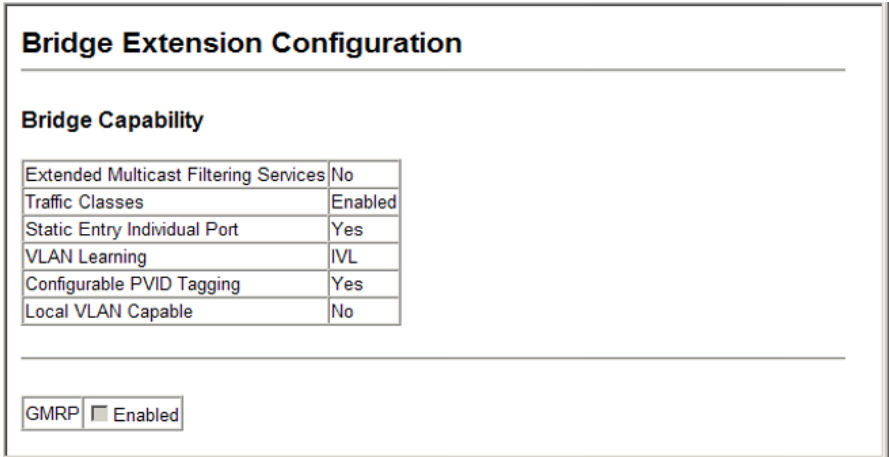 Bridge Extension Configuration
Bridge Capability
Extended Multicast Filtering Services No
Traffic Classes Enabled
Static Entry Individual Port Yes
VLAN Learning IVL
Configurable PVID Tagging Yes
Local VLAN Capable No
GMRP Enabled